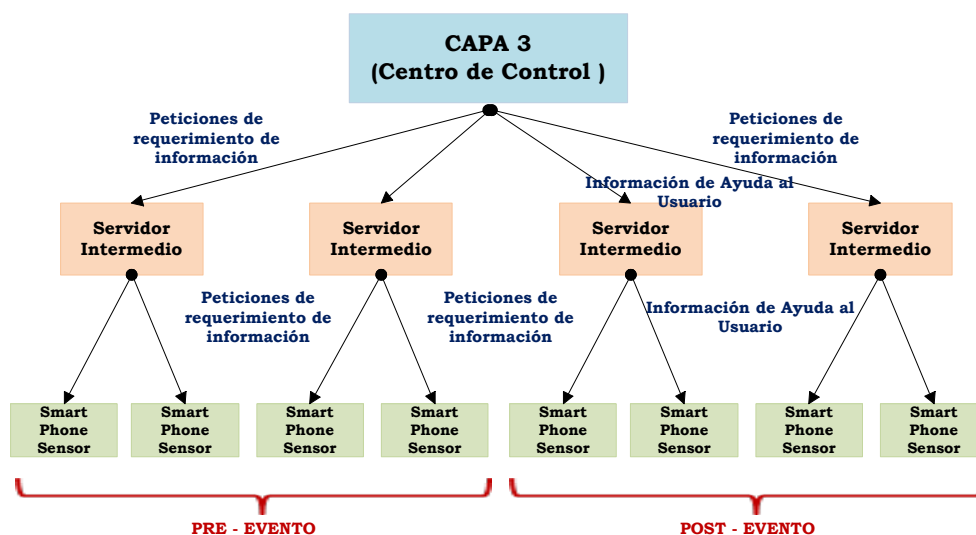 CAPA 3
(Centro de Control )
Peticiones de
requerimiento de
información
Peticiones de
requerimiento de
información
Información de Ayuda al
Usuario
Servidor
Intermedio
Servidor
Intermedio
Servidor
Intermedio
Servidor
Intermedio
Peticiones de
requerimiento de
información
Peticiones de
requerimiento de
información
Información de Ayuda al
Usuario
Smart
Phone
Sensor
Smart
Phone
Sensor
Smart
Phone
Sensor
Smart
Phone
Sensor
Smart
Phone
Sensor
Smart
Phone
Sensor
Smart
Phone
Sensor
Smart
Phone
Sensor
PRE - EVENTO
POST - EVENTO